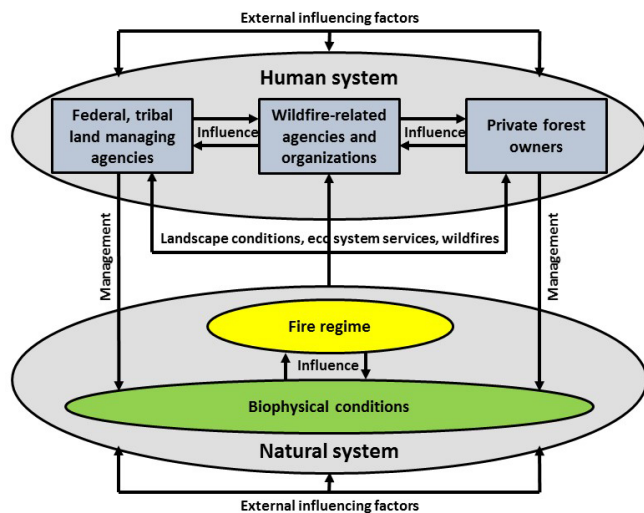 External influencing factors
Human system
Federal, tribal
land managing
agencies
Influence
Wildfire-related
agencies and
organizations
Influence
Private forest
owners
Management
Landscape conditions, eco system services, wildfires
Management
Fire regime
Influence
Biophysical conditions
Natural system
External influencing factors